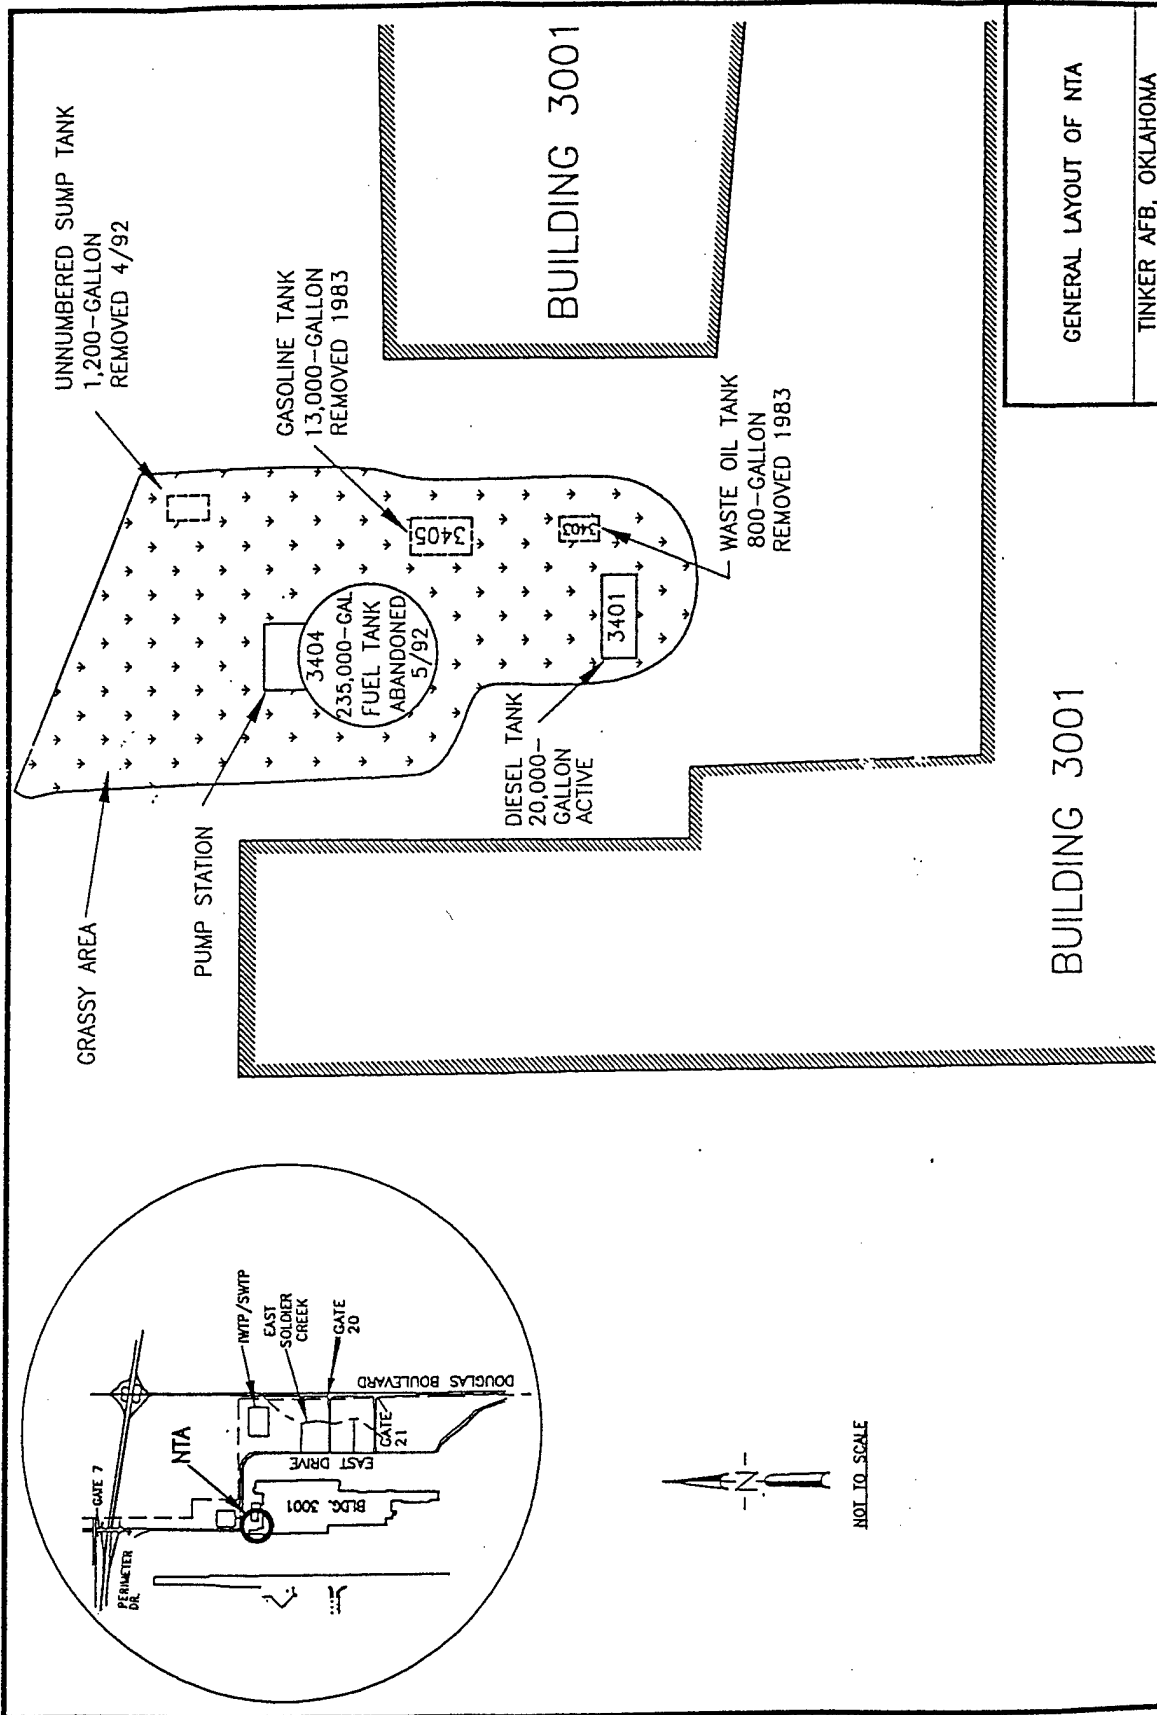 UNNUMBERED SUMP TANK
1,200-GALLON
REMOVED 4/92
GASOLINE TANK
13,000-GALLON
REMOVED 1983
BUILDING 3001
GRASSY AREA
PUMP STATION
3404
235,000-GAL
FUEL TANK
ABANDONED
5/92
3405
3403
3401
DIESEL TANK
20,000-
GALLON
ACTIVE
WASTE OIL TANK
800-GALLON
REMOVED 1983
BUILDING 3001
GATE 7
PERIMETER
DR.
NTA
IWTP/SWTP
EAST
SOLDIER
CREEK
GATE
20
DOUGLAS BOULEVARD
GATE
21
EAST DRIVE
BLDG. 3001
-N-
NOT TO SCALE
GENERAL LAYOUT OF NTA
TINKER AFB, OKLAHOMA